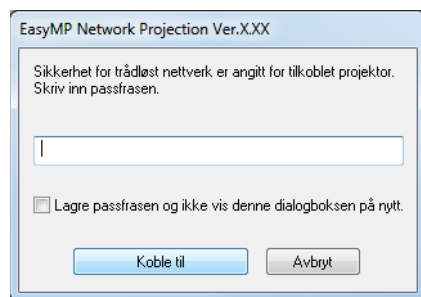 EasyMP Network Projection Ver.X.XX
Sikkerhet for trådløst nettverk er angitt for tilkoblet projektor.
Skriv inn passfrasen.
Lagre passfrasen og ikke vis denne dialogboksen på nytt.
Koble til
Avbryt